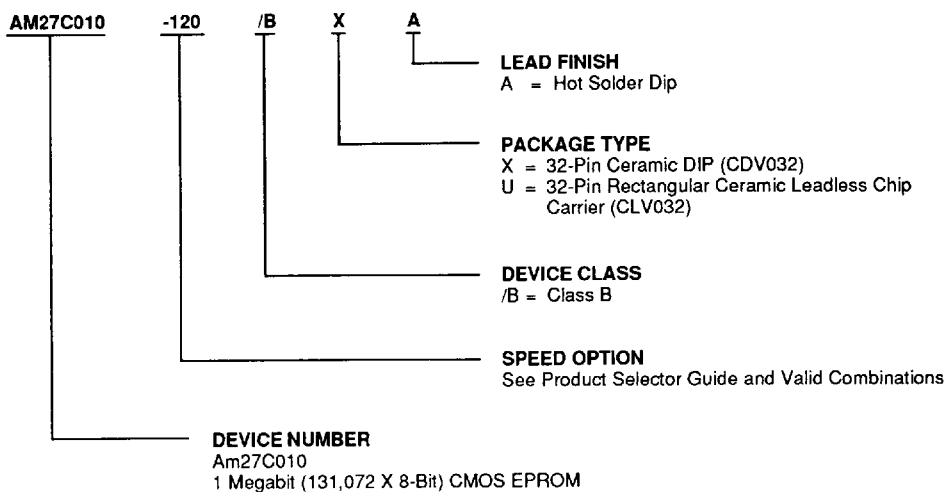 AM27C010 -120 /B X A
LEAD FINISH
A = Hot Solder Dip
PACKAGE TYPE
X = 32-Pin Ceramic DIP (CDV032)
U = 32-Pin Rectangular Ceramic Leadless Chip
Carrier (CLV032)
DEVICE CLASS
/B = Class B
SPEED OPTION
See Product Selector Guide and Valid Combinations
DEVICE NUMBER
Am27C010
1 Megabit (131,072 X 8-Bit) CMOS EPROM